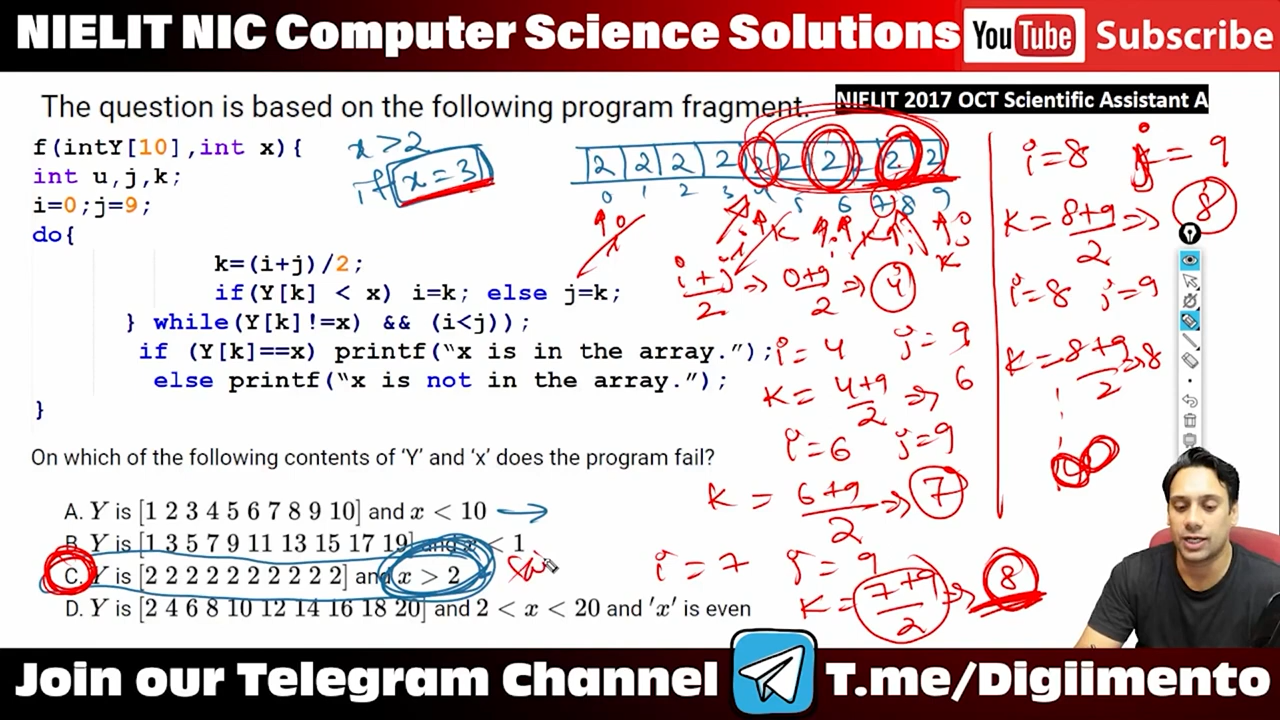 NIELIT NIC Computer Science Solutions YouTube Subscribe
The question is based on the following program fragment.
NIELIT 2017 OCT Scientific Assistant A
f(intY[10],int x){
int u,j,k;
i=0;j=9;
do{
k=(i+j)/2;
if(Y[k] < x) i=k; else j=k;
} while(Y[k]!=x) && (i<j));
if (Y[k]==x) printf(“x is in the array.”);
else printf(“x is not in the array.”);
}
x>2
if x=3
2 2 2 2 2 2 2 2 2 2
0 1 2 3 4 5 6 7 8 9
i+j/2 => 0+9/2 => 4
i=4 j=9
K= 4+9/2 => 6
i=6 j=9
K= 6+9/2 => 7
i=7 j=9
K= 7+9/2 => 8
i=8 j=9
K= 8+9/2 => 8
i=8 j=9
K= 8+9/2 => 8
On which of the following contents of ‘Y’ and ‘x’ does the program fail?
A. Y is [1 2 3 4 5 6 7 8 9 10] and x < 10
B. Y is [1 3 5 7 9 11 13 15 17 19] and x < 1
C. Y is [2 2 2 2 2 2 2 2 2 2] and x > 2
D. Y is [2 4 6 8 10 12 14 16 18 20] and 2 < x < 20 and 'x' is even
Join our Telegram Channel T.me/Digiimento